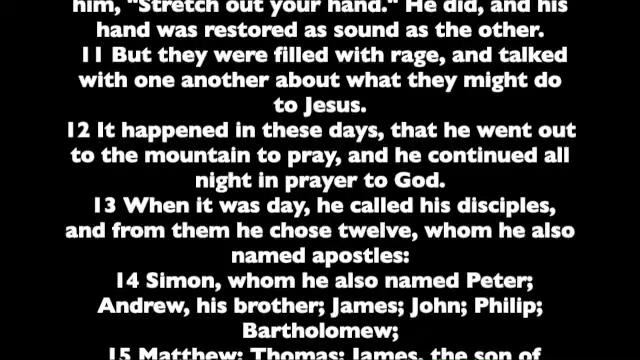 him, "Stretch out your hand." He did, and his
hand was restored as sound as the other.
11 But they were filled with rage, and talked
with one another about what they might do
to Jesus.
12 It happened in these days, that he went out
to the mountain to pray, and he continued all
night in prayer to God.
13 When it was day, he called his disciples,
and from them he chose twelve, whom he also
named apostles:
14 Simon, whom he also named Peter;
Andrew, his brother; James; John; Philip;
Bartholomew;
15 Matthew; Thomas; James, the son of